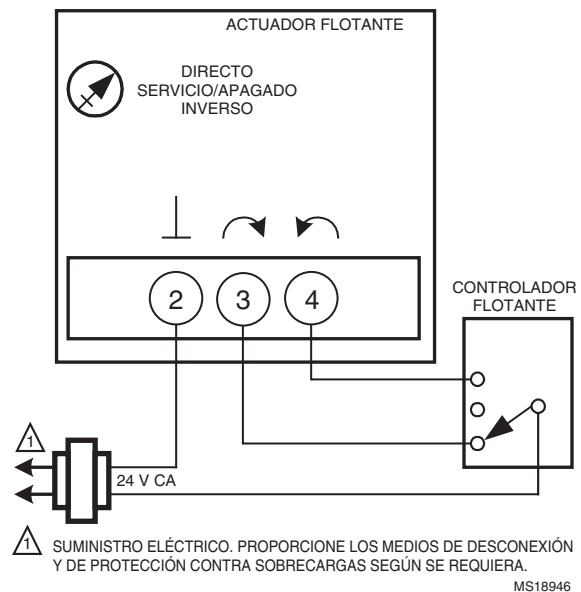 ACTUADOR FLOTANTE
DIRECTO
SERVICIO/APAGADO
INVERSO
2 3 4
CONTROLADOR
FLOTANTE
1
24 V CA
1 SUMINISTRO ELÉCTRICO. PROPORCIONE LOS MEDIOS DE DESCONEXIÓN
Y DE PROTECCIÓN CONTRA SOBRECARGAS SEGÚN SE REQUIERA.
MS18946